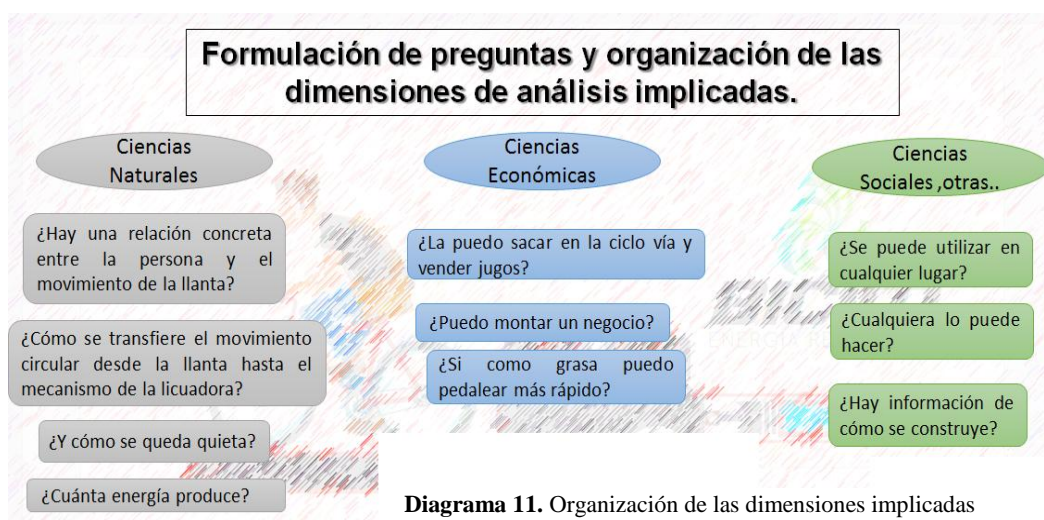 Formulación de preguntas y organización de las
dimensiones de análisis implicadas.
Ciencias
Naturales
¿Hay una relación concreta
entre la persona y el
movimiento de la llanta?
¿Cómo se transfiere el movimiento
circular desde la llanta hasta el
mecanismo de la licuadora?
¿Y cómo se queda quieta?
¿Cuánta energía produce?
Ciencias
Económicas
¿La puedo sacar en la ciclo vía y
vender jugos?
¿Puedo montar un negocio?
¿Si como grasa puedo
pedalear más rápido?
Ciencias
Sociales ,otras..
¿Se puede utilizar en
cualquier lugar?
¿Cualquiera lo puede
hacer?
¿Hay información de
cómo se construye?
ENERGÍA
Diagrama 11. Organización de las dimensiones implicadas